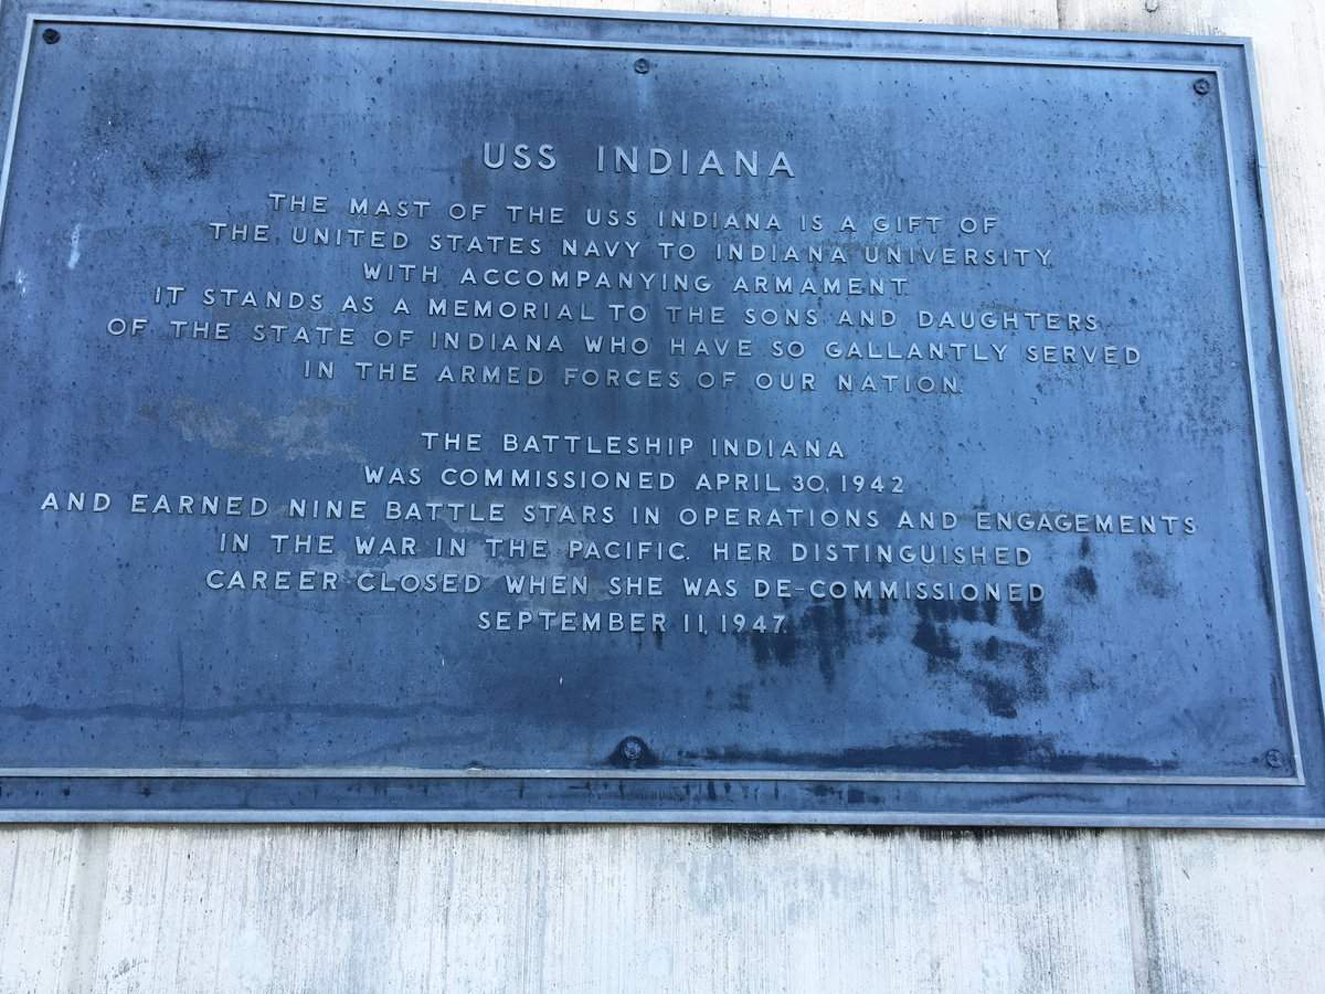 USS INDIANA
THE MAST OF THE USS INDIANA IS A GIFT OF
THE UNITED STATES NAVY TO INDIANA UNIVERSITY
WITH ACCOMPANYING ARMAMENT.
IT STANDS AS A MEMORIAL TO THE SONS AND DAUGHTERS
OF THE STATE OF INDIANA WHO HAVE SO GALLANTLY SERVED
IN THE ARMED FORCES OF OUR NATION.
THE BATTLESHIP INDIANA
WAS COMMISSIONED APRIL 30, 1942
AND EARNED NINE BATTLE STARS IN OPERATIONS AND ENGAGEMENTS
IN THE WAR IN THE PACIFIC. HER DISTINGUISHED
CAREER CLOSED WHEN SHE WAS DE-COMMISSIONED
SEPTEMBER 11, 1947.